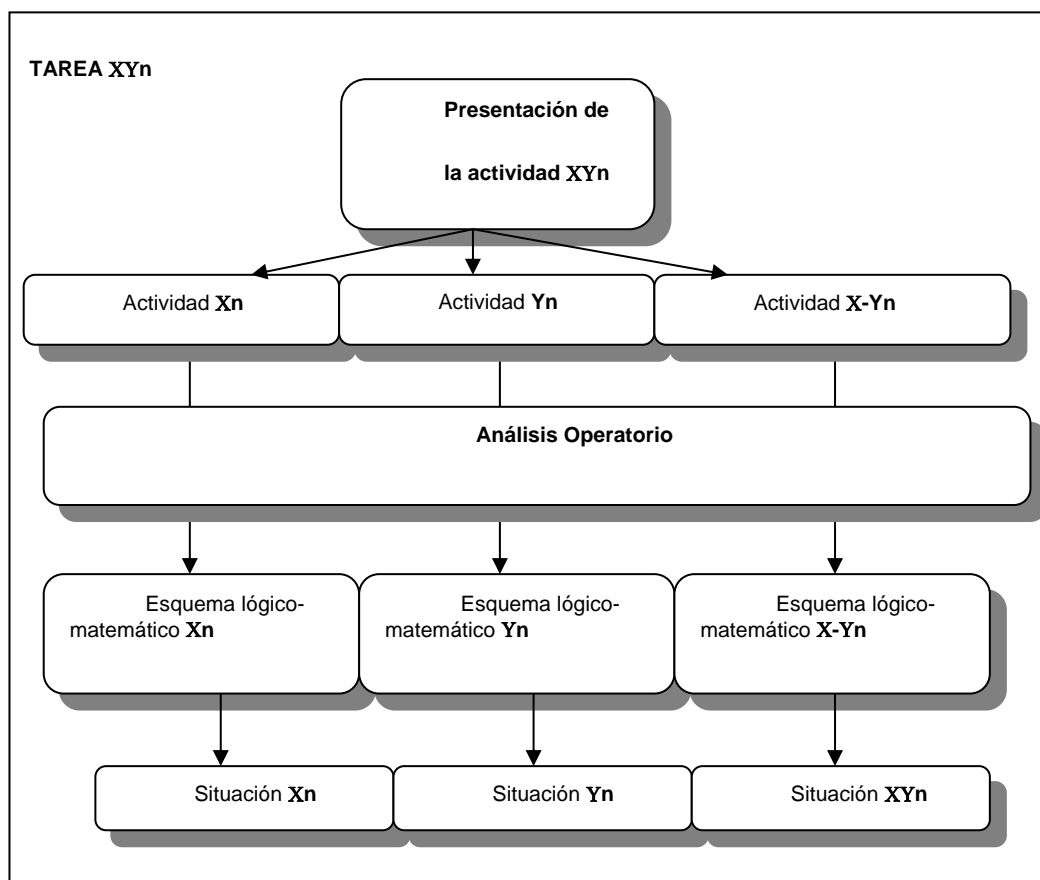 TAREA XYn
Presentación de
la actividad XYn
Actividad Xn
Actividad Yn
Actividad X-Yn
Análisis Operatorio
Esquema lógico-
matemático Xn
Esquema lógico-
matemático Yn
Esquema lógico-
matemático X-Yn
Situación Xn
Situación Yn
Situación XYn